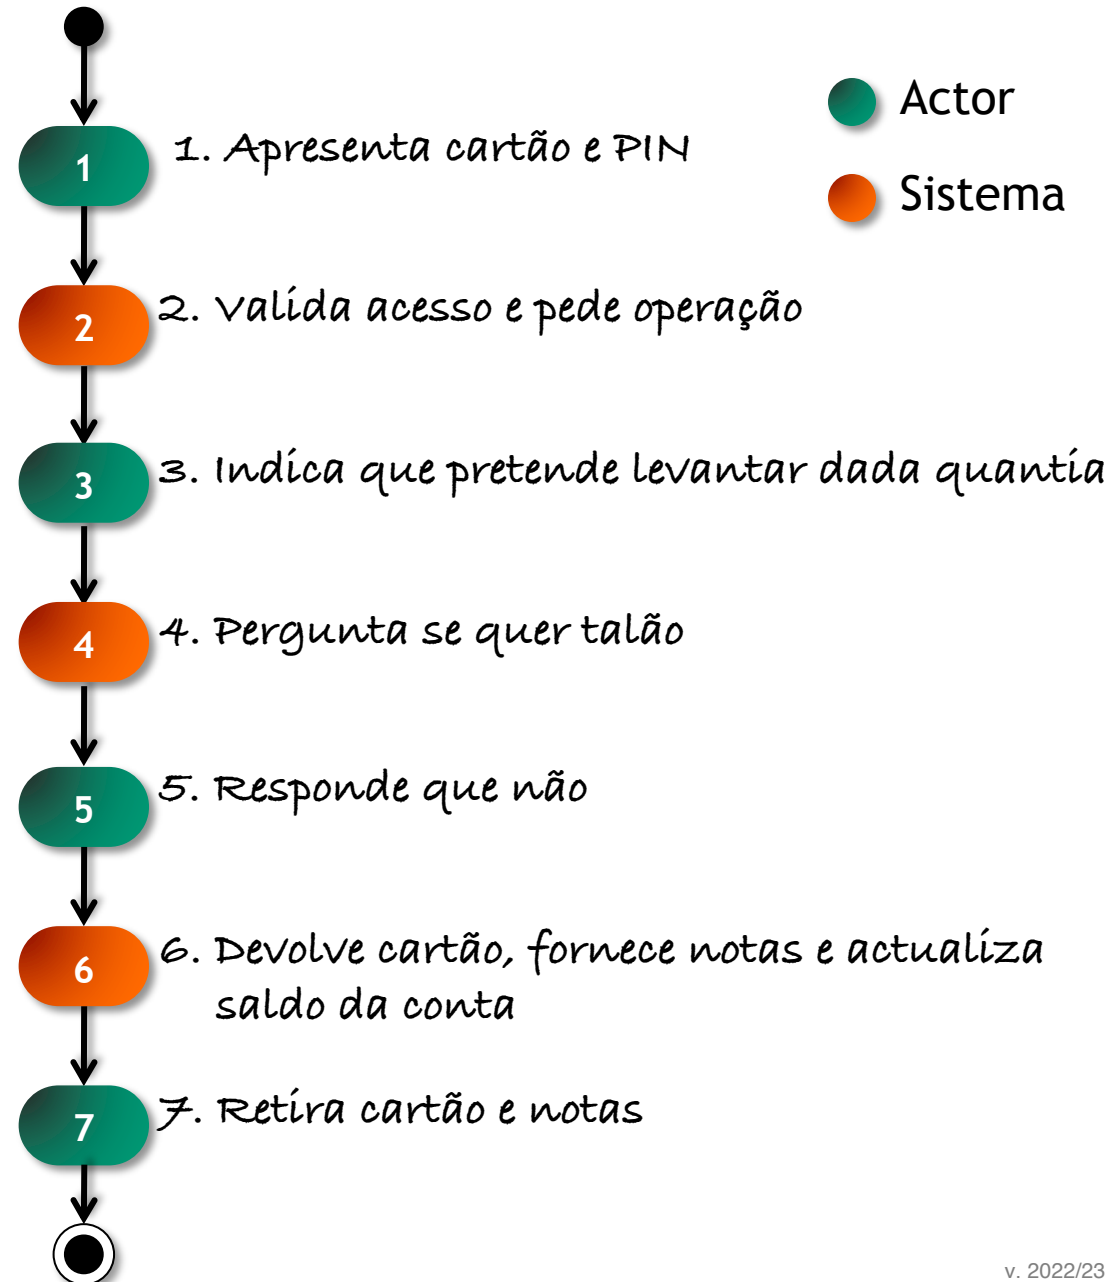 Actor
Sistema
1
1. Apresenta cartão e PIN
2
2. Valida acesso e pede operação
3
3. Indica que pretende levantar dada quantia
4
4. Pergunta se quer talão
5
5. Responde que não
6
6. Devolve cartão, fornece notas e actualiza
saldo da conta
7
7. Retira cartão e notas
v. 2022/23